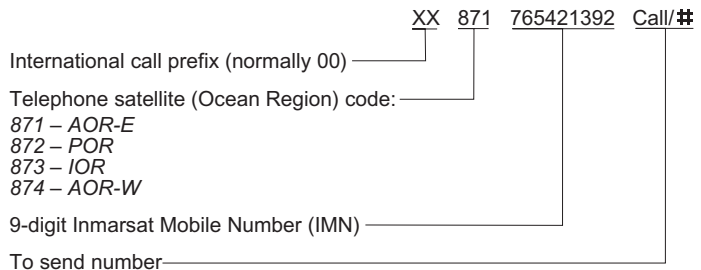 XX 871 765421392 Call/#
International call prefix (normally 00)
Telephone satellite (Ocean Region) code:
871 – AOR-E
872 – POR
873 – IOR
874 – AOR-W
9-digit Inmarsat Mobile Number (IMN)
To send number